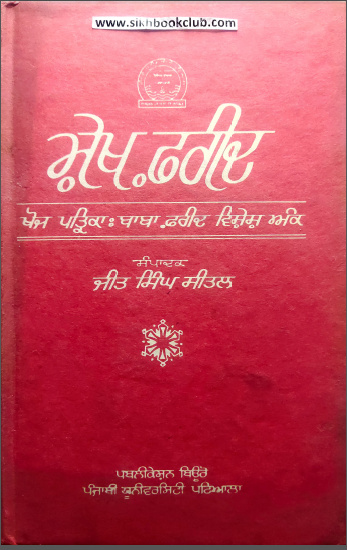 www.sikhbookclub.com
ਸ਼ੇਖ਼ ਫ਼ਰੀਦ
ਖੋਜ ਪਤ੍ਰਿਕਾ: ਬਾਬਾ ਫ਼ਰੀਦ ਵਿਸ਼ੇਸ਼ ਅੰਕ
ਸੰਪਾਦਕ
ਜੀਤ ਸਿੰਘ ਸੀਤਲ
ਪਬਲੀਕੇਸ਼ਨ ਬਿਊਰੋ
ਪੰਜਾਬੀ ਯੂਨੀਵਰਸਿਟੀ ਪਟਿਆਲਾ